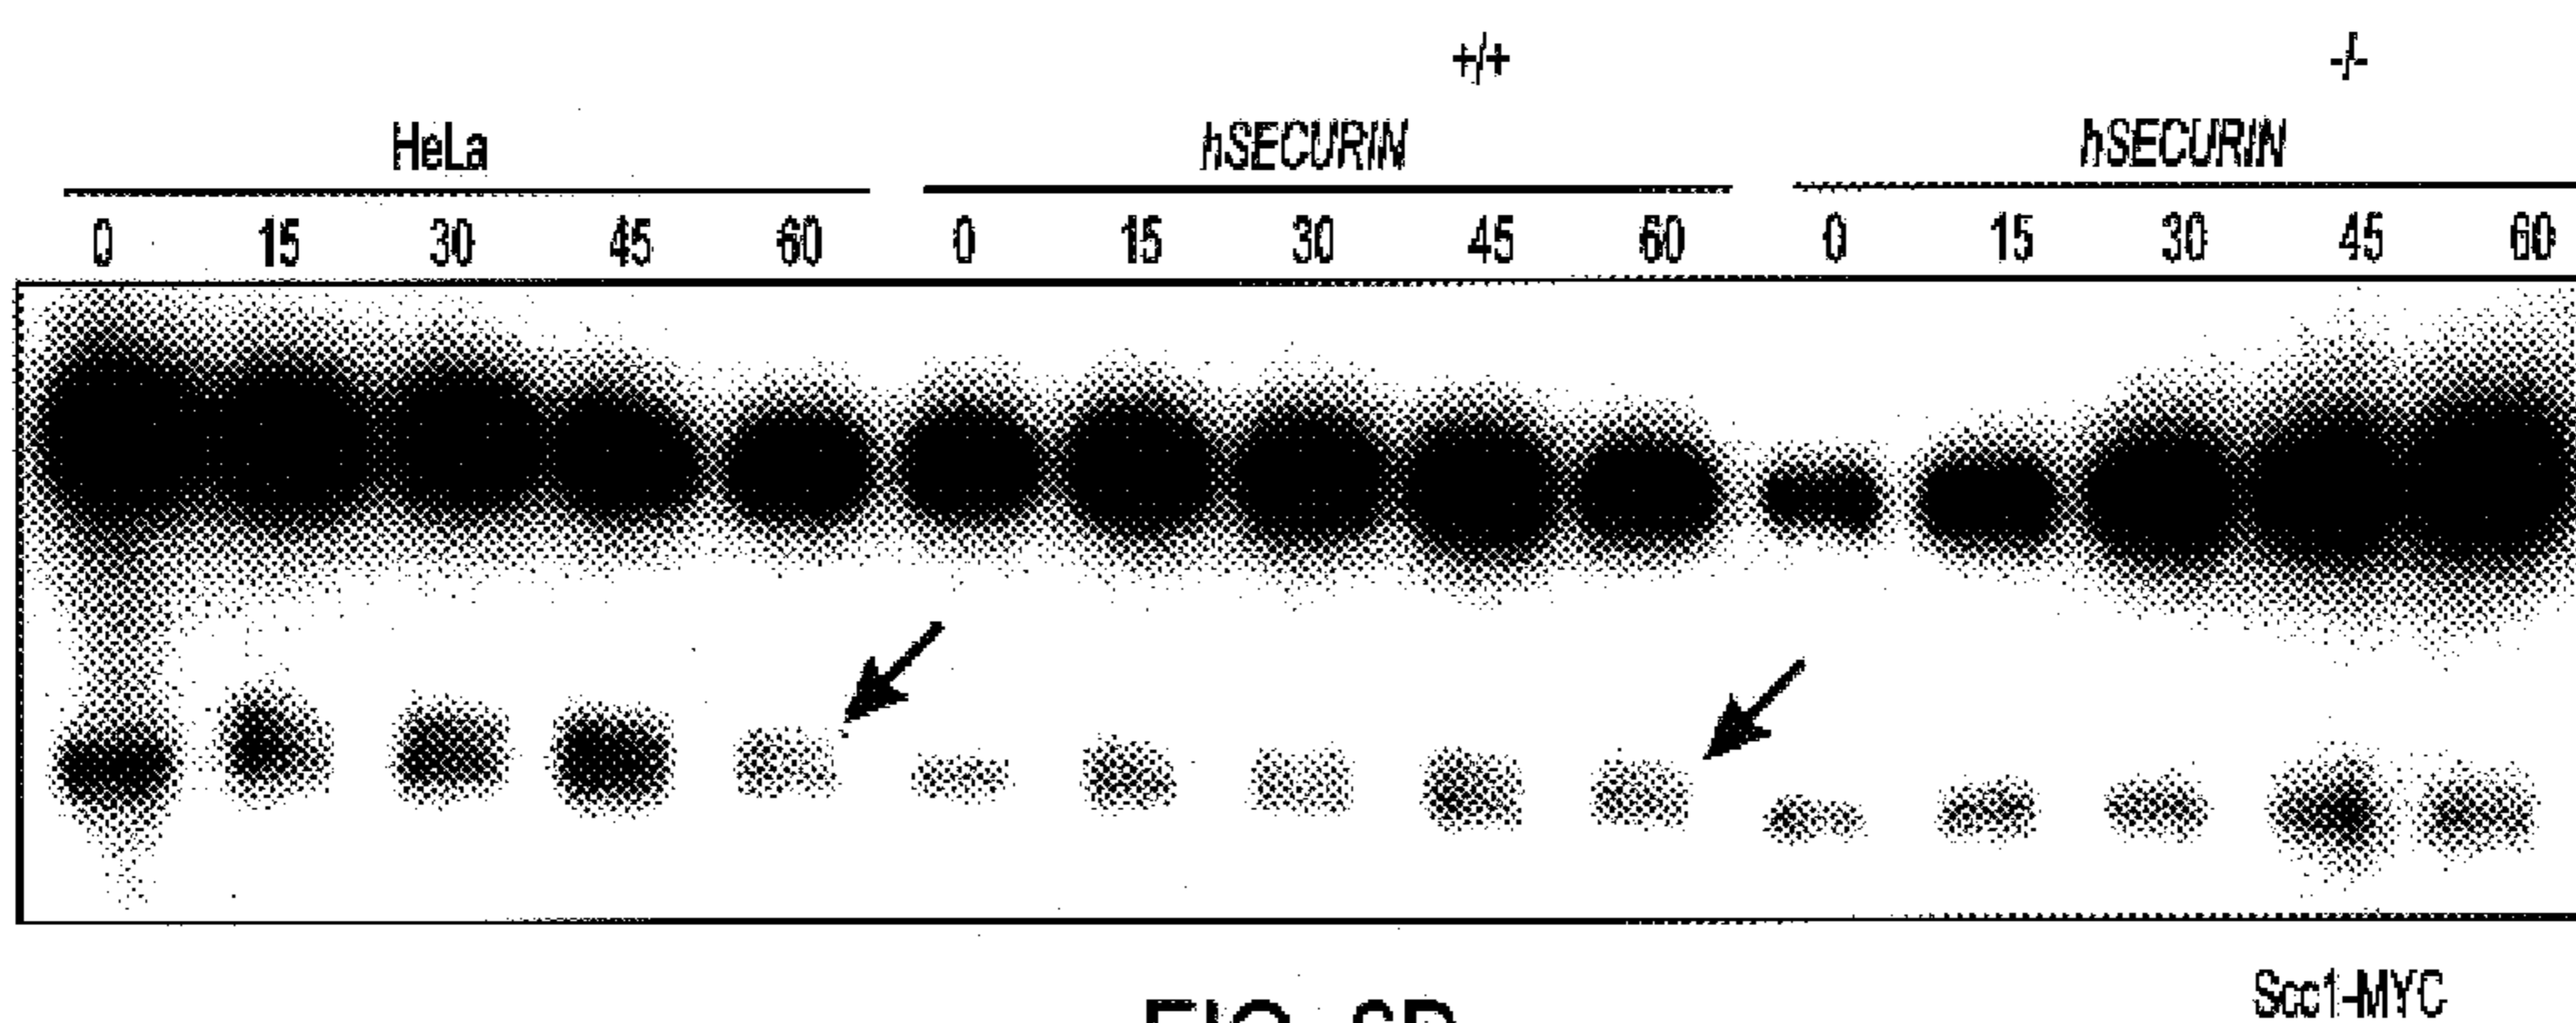 +/+ -/-
HeLa hSECURIN hSECURIN
0 15 30 45 60 0 15 30 45 60 0 15 30 45 60
Scc1-MYC